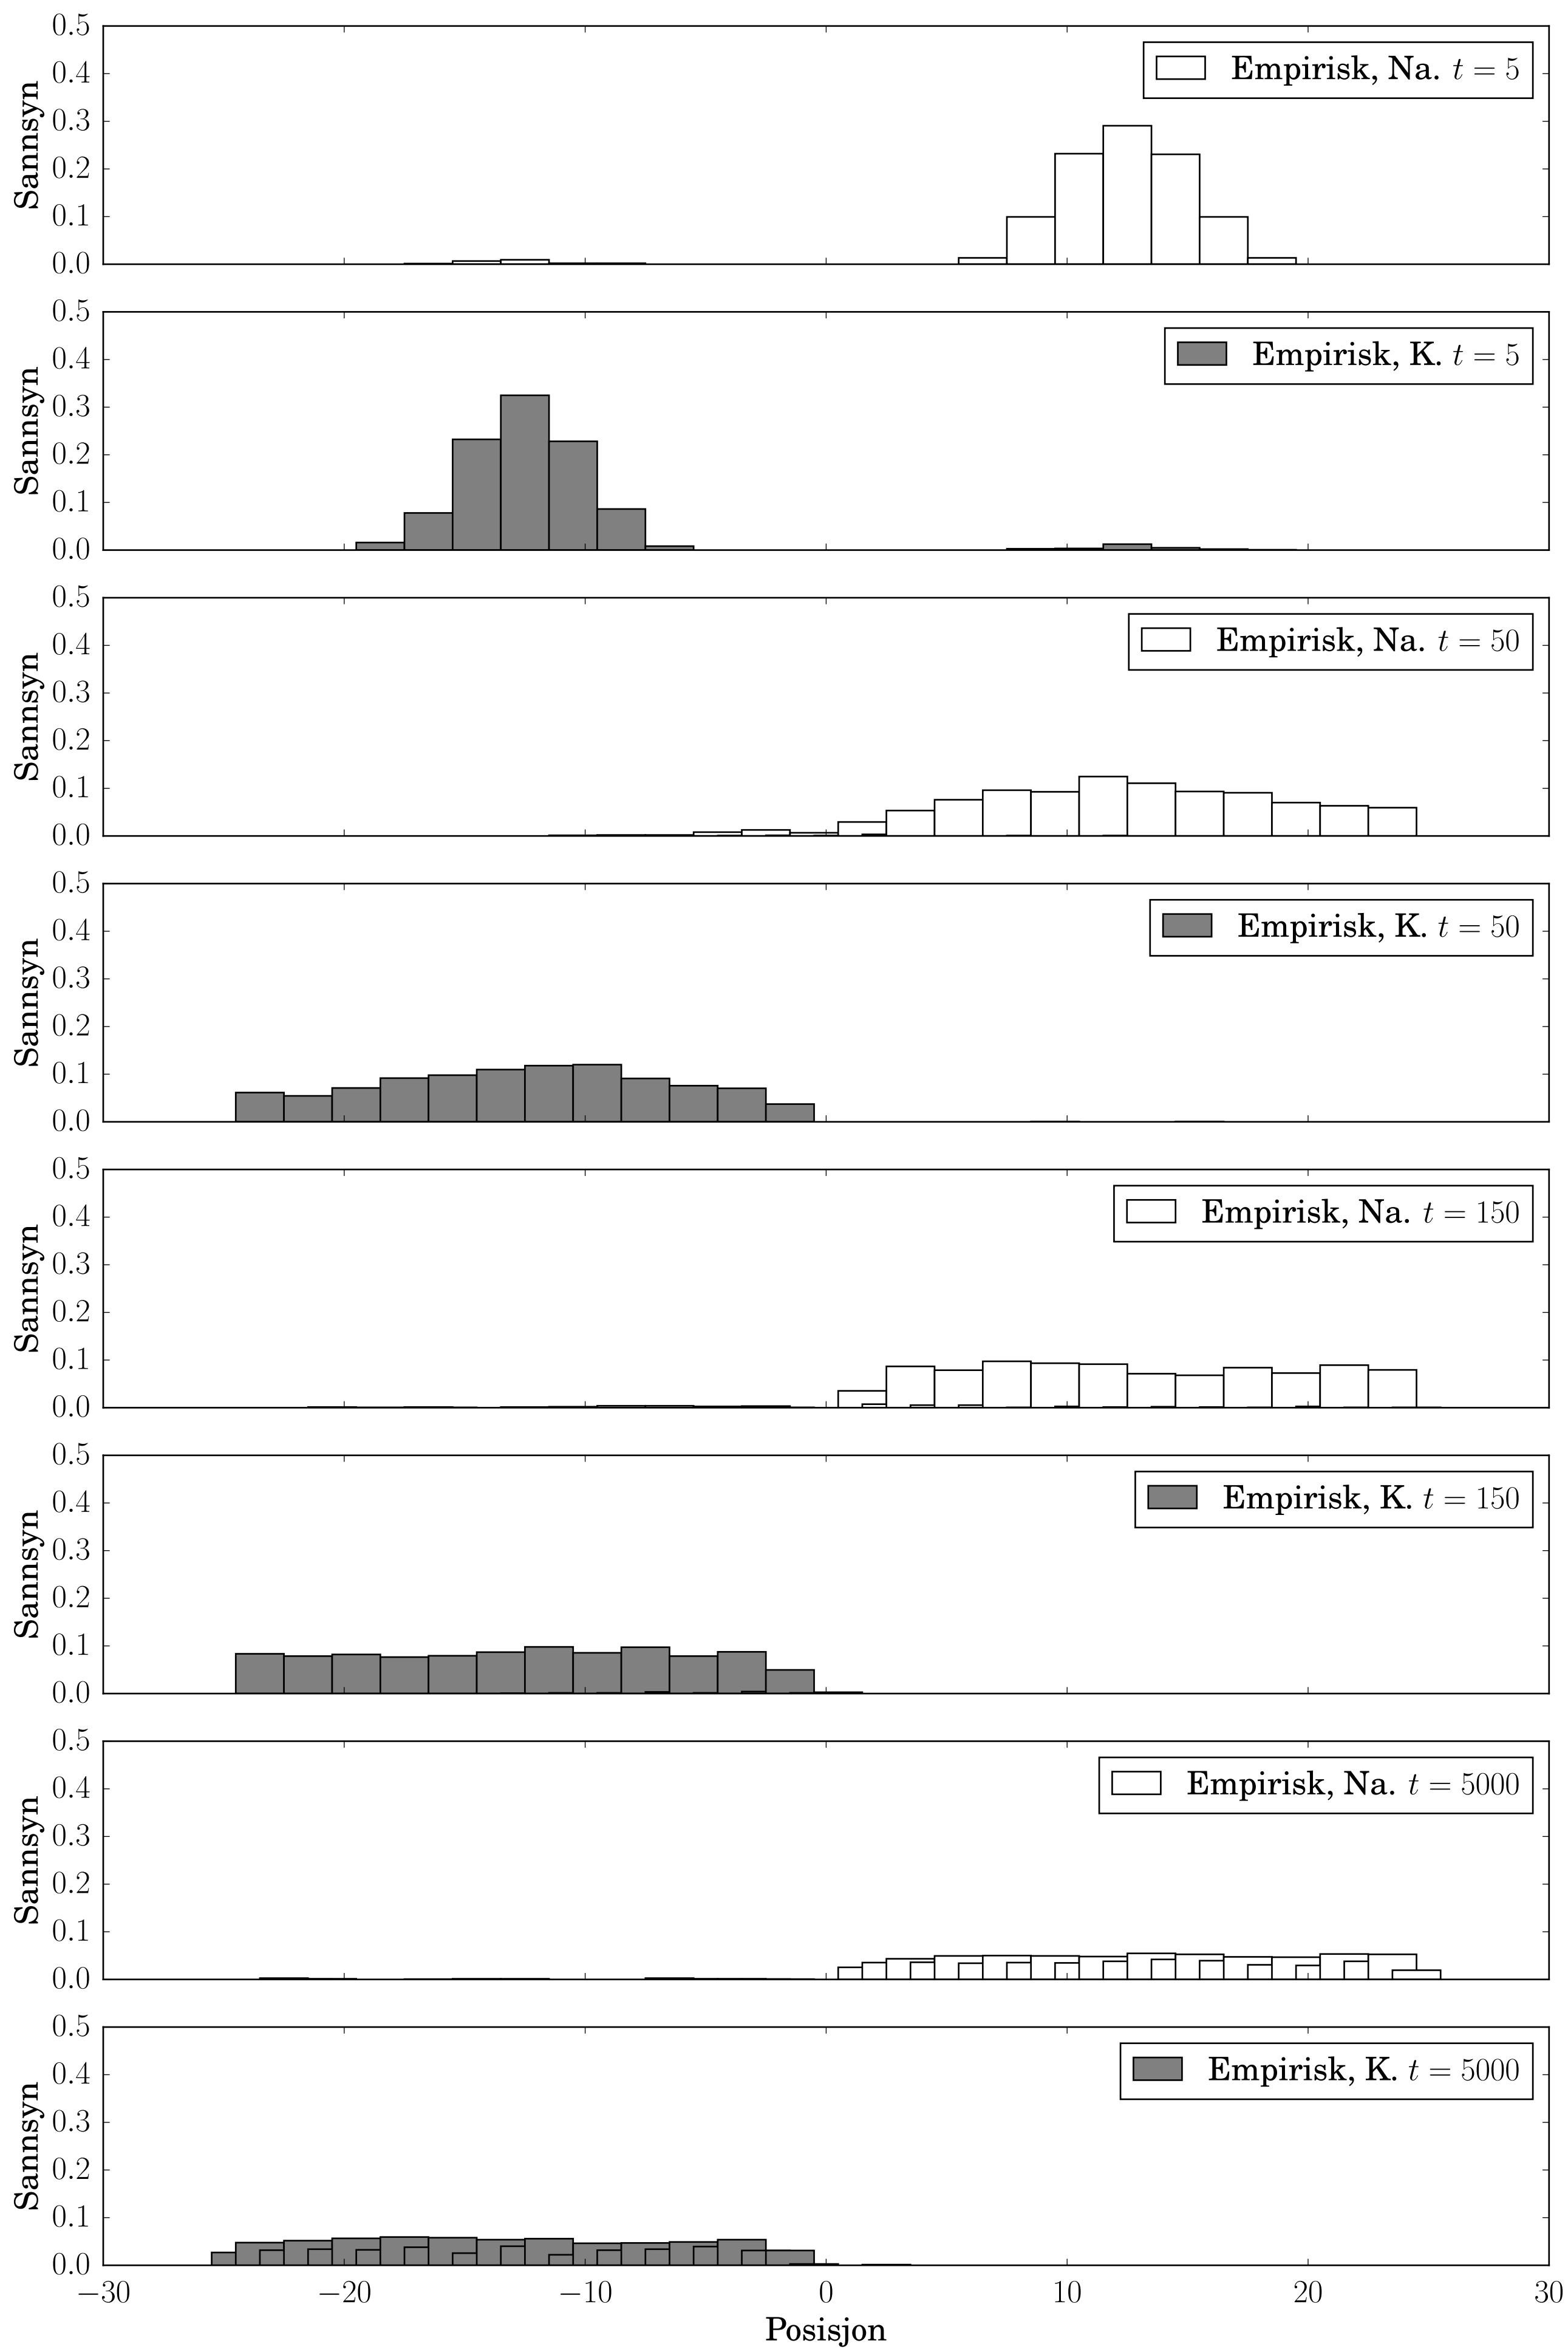 0.5
0.4
0.3
0.2
0.1
0.0
Sannsyn
Empirisk, Na. t = 5
0.5
0.4
0.3
0.2
0.1
0.0
Sannsyn
Empirisk, K. t = 5
0.5
0.4
0.3
0.2
0.1
0.0
Sannsyn
Empirisk, Na. t = 50
0.5
0.4
0.3
0.2
0.1
0.0
Sannsyn
Empirisk, K. t = 50
0.5
0.4
0.3
0.2
0.1
0.0
Sannsyn
Empirisk, Na. t = 150
0.5
0.4
0.3
0.2
0.1
0.0
Sannsyn
Empirisk, K. t = 150
0.5
0.4
0.3
0.2
0.1
0.0
Sannsyn
Empirisk, Na. t = 5000
0.5
0.4
0.3
0.2
0.1
0.0
Sannsyn
Empirisk, K. t = 5000
−30 −20 −10 0 10 20 30
Posisjon